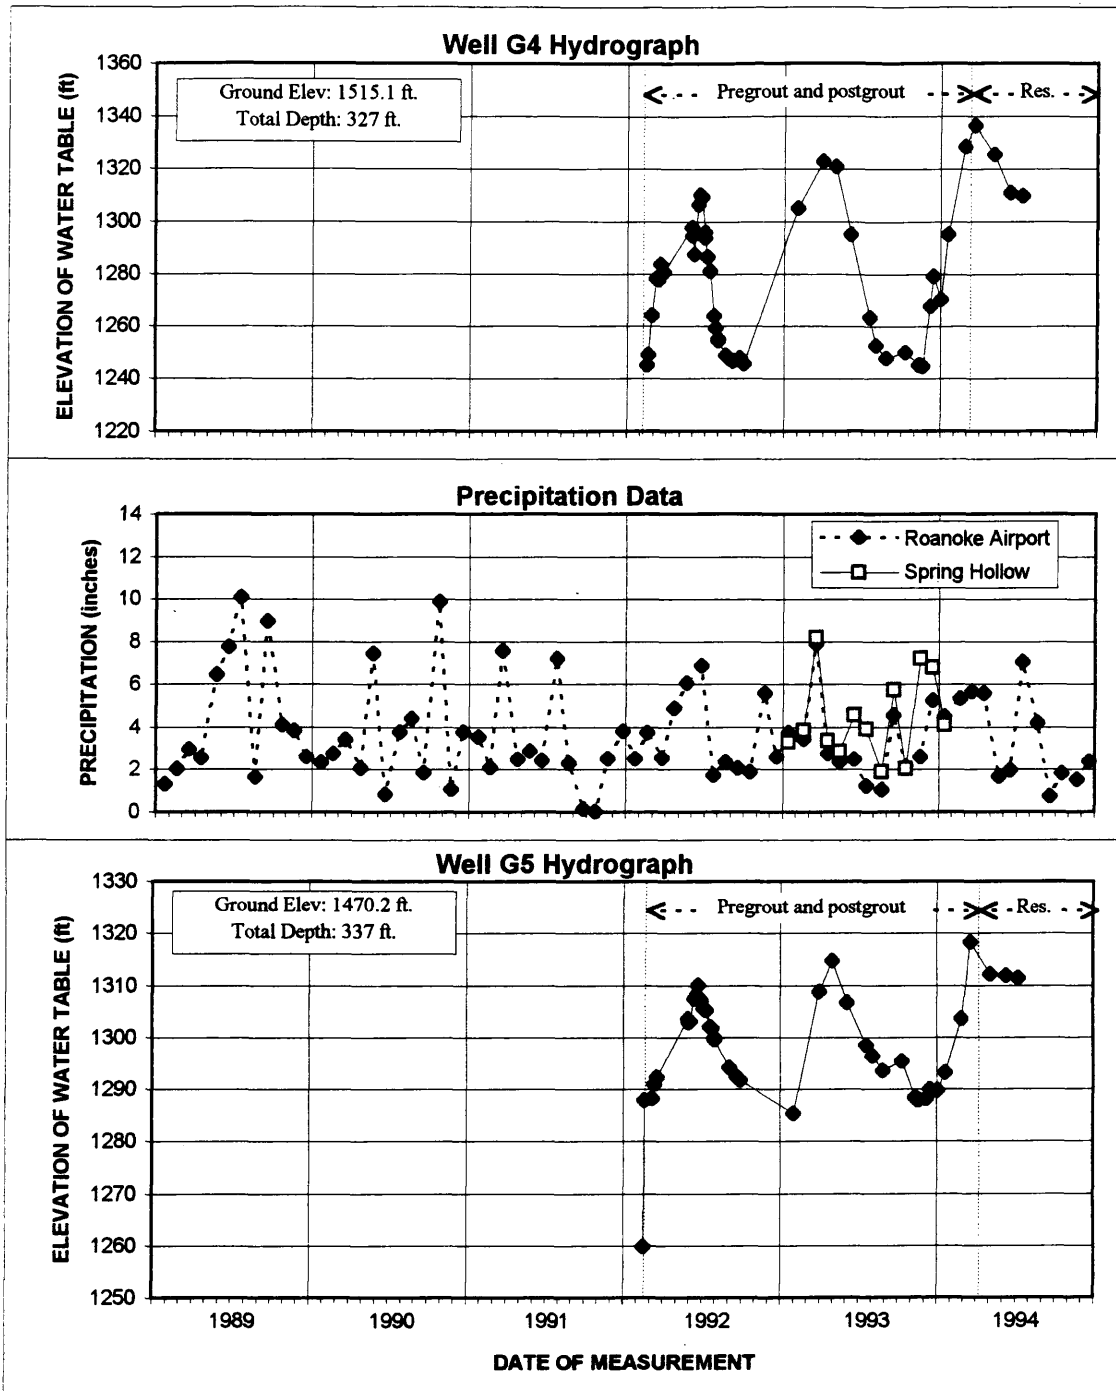 Well G4 Hydrograph
ELEVATION OF WATER TABLE (ft)
1360
1340
1320
1300
1280
1260
1240
1220
Ground Elev: 1515.1 ft.
Total Depth: 327 ft.
Pregrout and postgrout
Res.
Precipitation Data
PRECIPITATION (inches)
14
12
10
8
6
4
2
0
Roanoke Airport
Spring Hollow
Well G5 Hydrograph
ELEVATION OF WATER TABLE (ft)
1330
1320
1310
1300
1290
1280
1270
1260
1250
Ground Elev: 1470.2 ft.
Total Depth: 337 ft.
Pregrout and postgrout
Res.
1989 1990 1991 1992 1993 1994
DATE OF MEASUREMENT